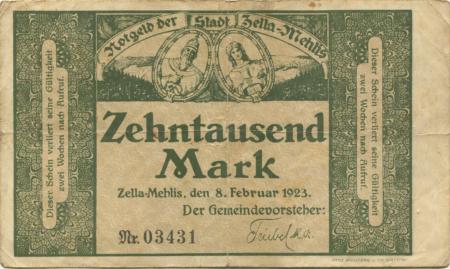 Notgeld der Stadt Zella-Mehlis
Dieser Schein verliert seine Gültigkeit
zwei Wochen nach Aufruf.
Zehntausend
Mark
Zella-Mehlis, den 8. Februar 1923.
Der Gemeindevorsteher:
Nr. 03431
Dieser Schein verliert seine Gültigkeit
zwei Wochen nach Aufruf.